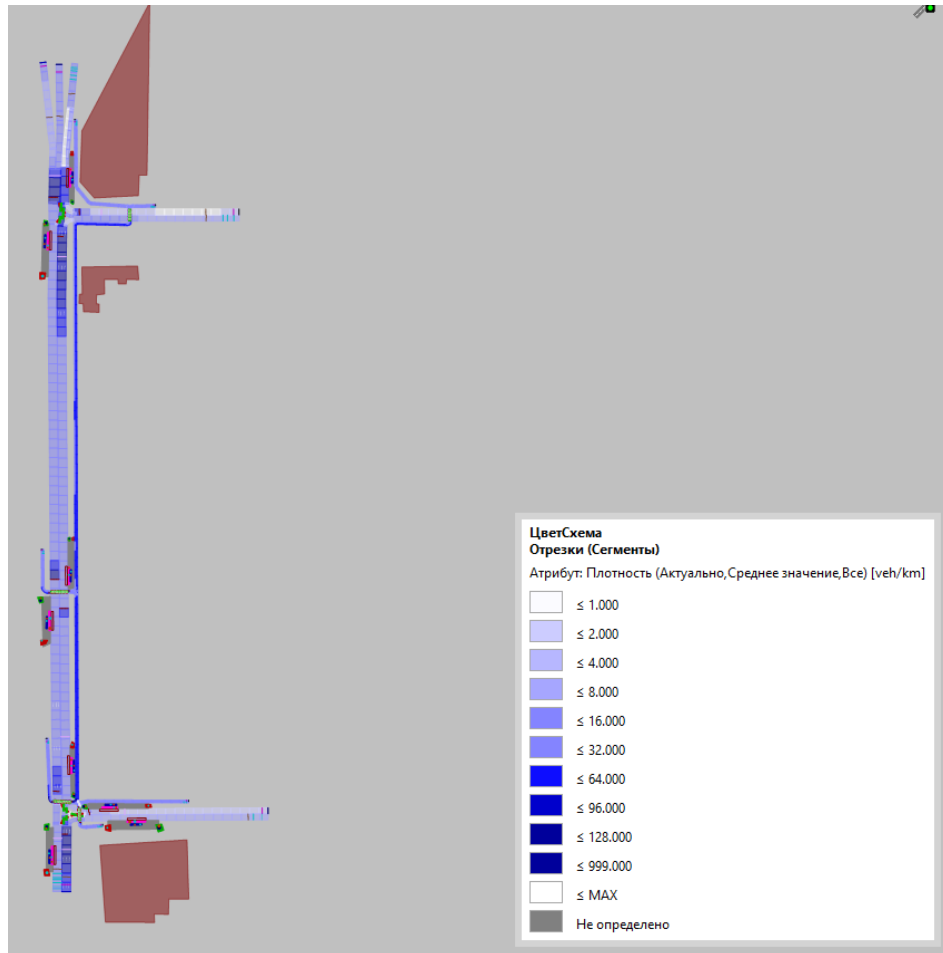 ЦветСхема
Отрезки (Сегменты)
Атрибут: Плотность (Актуально,Среднее значение,Все) [veh/km]
≤ 1.000
≤ 2.000
≤ 4.000
≤ 8.000
≤ 16.000
≤ 32.000
≤ 64.000
≤ 96.000
≤ 128.000
≤ 999.000
≤ MAX
Не определено